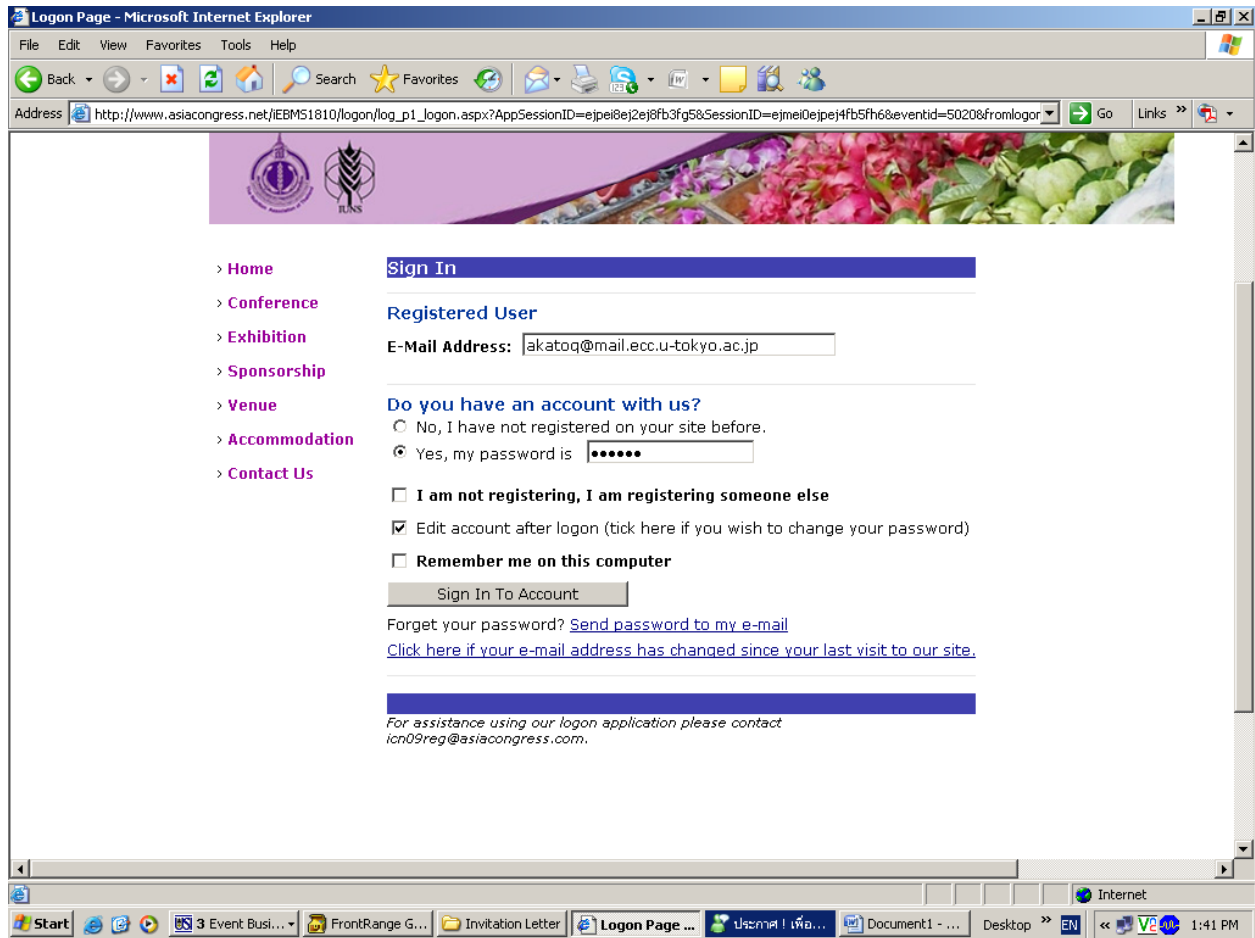 Logon Page - Microsoft Internet Explorer
File Edit View Favorites Tools Help
Back Search Favorites
Address http://www.asiacongress.net/iEBMS1810/logon/log_p1_logon.aspx?AppSessionID=ejpei8ej2ej8fb3fg5&SessionID=ejmei0ejpej4fb5fh6&eventid=5020&fromlogor Go Links »
IUNS
> Home
> Conference
> Exhibition
> Sponsorship
> Venue
> Accommodation
> Contact Us
Sign In
Registered User
E-Mail Address: akatoq@mail.ecc.u-tokyo.ac.jp
Do you have an account with us?
No, I have not registered on your site before.
Yes, my password is ••••••
I am not registering, I am registering someone else
Edit account after logon (tick here if you wish to change your password)
Remember me on this computer
Sign In To Account
Forget your password? Send password to my e-mail
Click here if your e-mail address has changed since your last visit to our site.
For assistance using our logon application please contact
icn09reg@asiacongress.com.
Internet
Start 3 Event Busi... FrontRange G... Invitation Letter Logon Page ... ประกาศ ! เพื่อ... Document1 - ... Desktop » EN « 1:41 PM